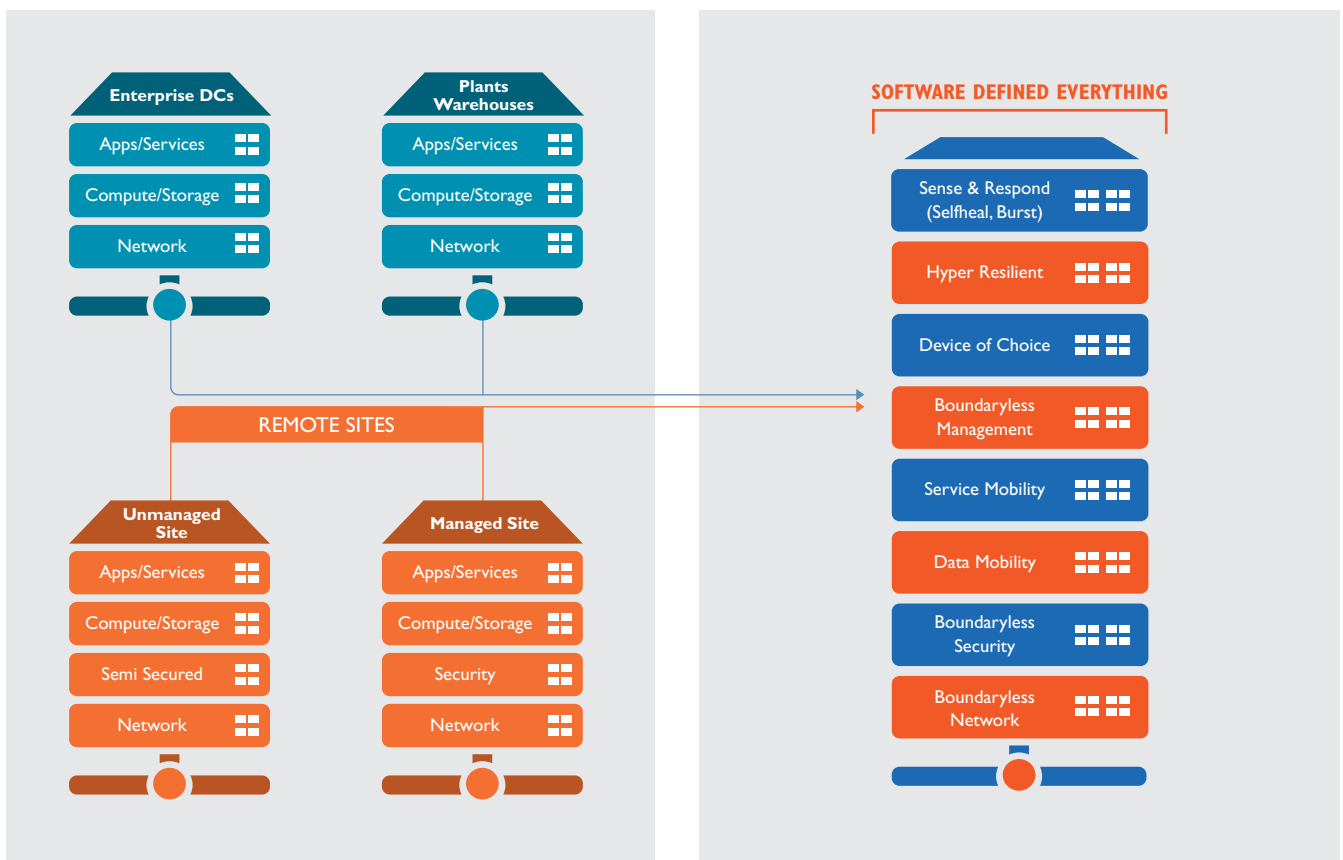 Enterprise DCs
Apps/Services
Compute/Storage
Network
Plants
Warehouses
Apps/Services
Compute/Storage
Network
REMOTE SITES
Unmanaged
Site
Apps/Services
Compute/Storage
Semi Secured
Network
Managed Site
Apps/Services
Compute/Storage
Security
Network
SOFTWARE DEFINED EVERYTHING
Sense & Respond
(Selfheal, Burst)
Hyper Resilient
Device of Choice
Boundaryless
Management
Service Mobility
Data Mobility
Boundaryless
Security
Boundaryless
Network